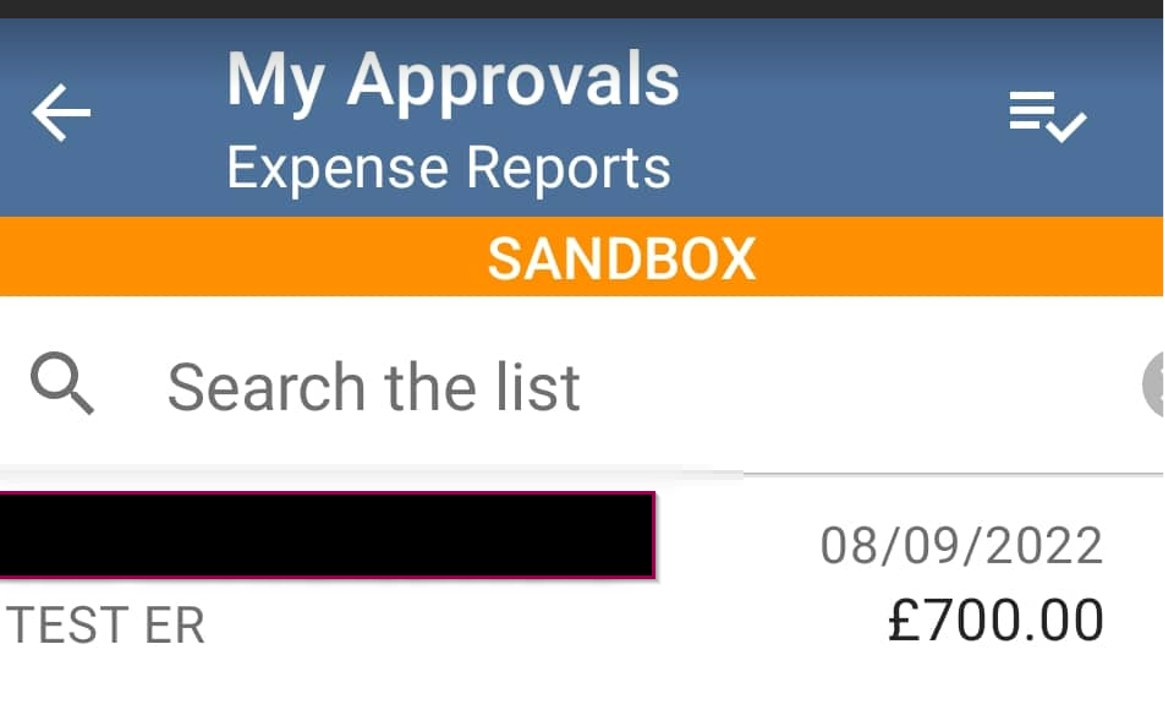 My Approvals
Expense Reports
SANDBOX
Search the list
08/09/2022
TEST ER
£700.00